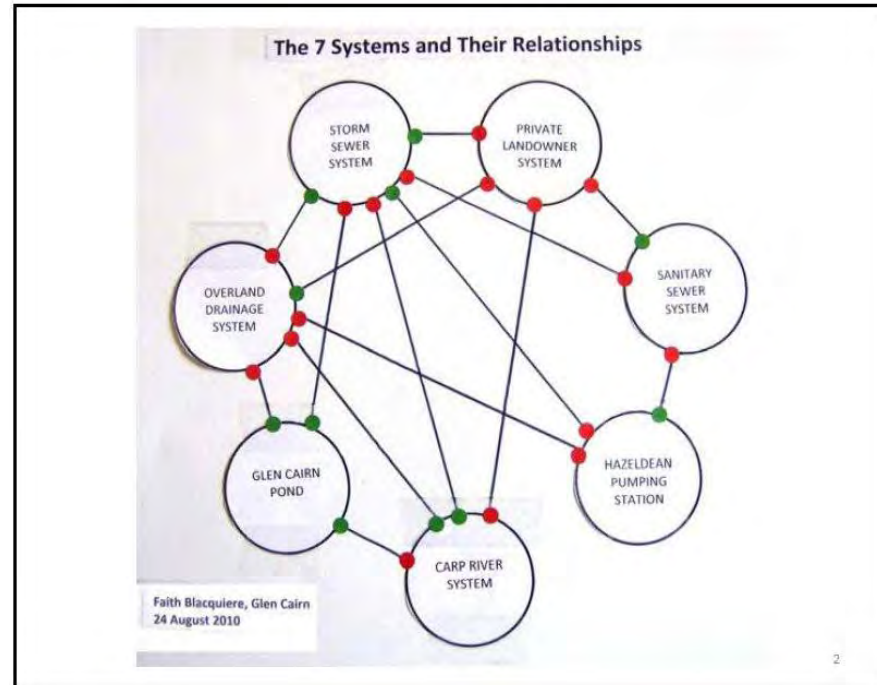 The 7 Systems and Their Relationships
STORM
SEWER
SYSTEM
PRIVATE
LANDOWNER
SYSTEM
OVERLAND
DRAINAGE
SYSTEM
SANITARY
SEWER
SYSTEM
GLEN CAIRN
POND
HAZELDEAN
PUMPING
STATION
CARP RIVER
SYSTEM
Faith Blacquiere, Glen Cairn
24 August 2010
2